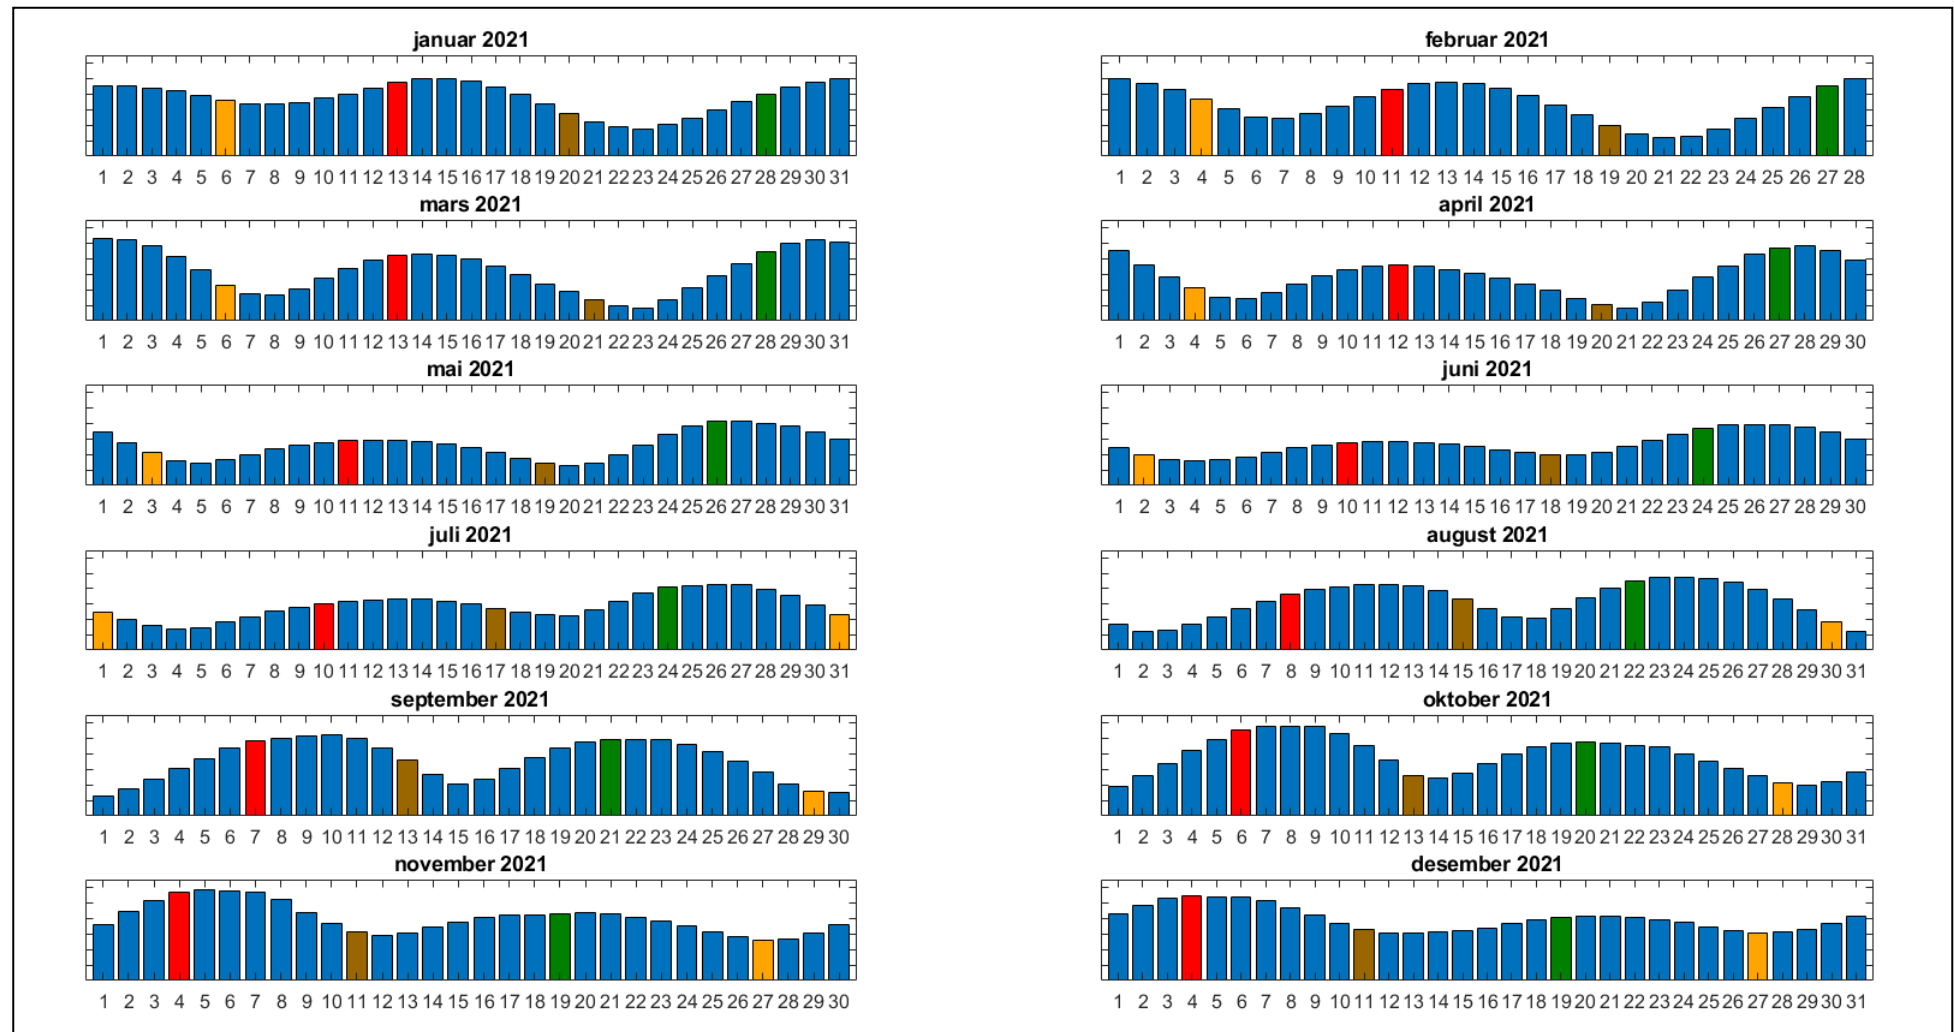 januar 2021
1 2 3 4 5 6 7 8 9 10 11 12 13 14 15 16 17 18 19 20 21 22 23 24 25 26 27 28 29 30 31
februar 2021
1 2 3 4 5 6 7 8 9 10 11 12 13 14 15 16 17 18 19 20 21 22 23 24 25 26 27 28
mars 2021
1 2 3 4 5 6 7 8 9 10 11 12 13 14 15 16 17 18 19 20 21 22 23 24 25 26 27 28 29 30 31
april 2021
1 2 3 4 5 6 7 8 9 10 11 12 13 14 15 16 17 18 19 20 21 22 23 24 25 26 27 28 29 30
mai 2021
1 2 3 4 5 6 7 8 9 10 11 12 13 14 15 16 17 18 19 20 21 22 23 24 25 26 27 28 29 30 31
juni 2021
1 2 3 4 5 6 7 8 9 10 11 12 13 14 15 16 17 18 19 20 21 22 23 24 25 26 27 28 29 30
juli 2021
1 2 3 4 5 6 7 8 9 10 11 12 13 14 15 16 17 18 19 20 21 22 23 24 25 26 27 28 29 30 31
august 2021
1 2 3 4 5 6 7 8 9 10 11 12 13 14 15 16 17 18 19 20 21 22 23 24 25 26 27 28 29 30 31
september 2021
1 2 3 4 5 6 7 8 9 10 11 12 13 14 15 16 17 18 19 20 21 22 23 24 25 26 27 28 29 30
oktober 2021
1 2 3 4 5 6 7 8 9 10 11 12 13 14 15 16 17 18 19 20 21 22 23 24 25 26 27 28 29 30 31
november 2021
1 2 3 4 5 6 7 8 9 10 11 12 13 14 15 16 17 18 19 20 21 22 23 24 25 26 27 28 29 30
desember 2021
1 2 3 4 5 6 7 8 9 10 11 12 13 14 15 16 17 18 19 20 21 22 23 24 25 26 27 28 29 30 31